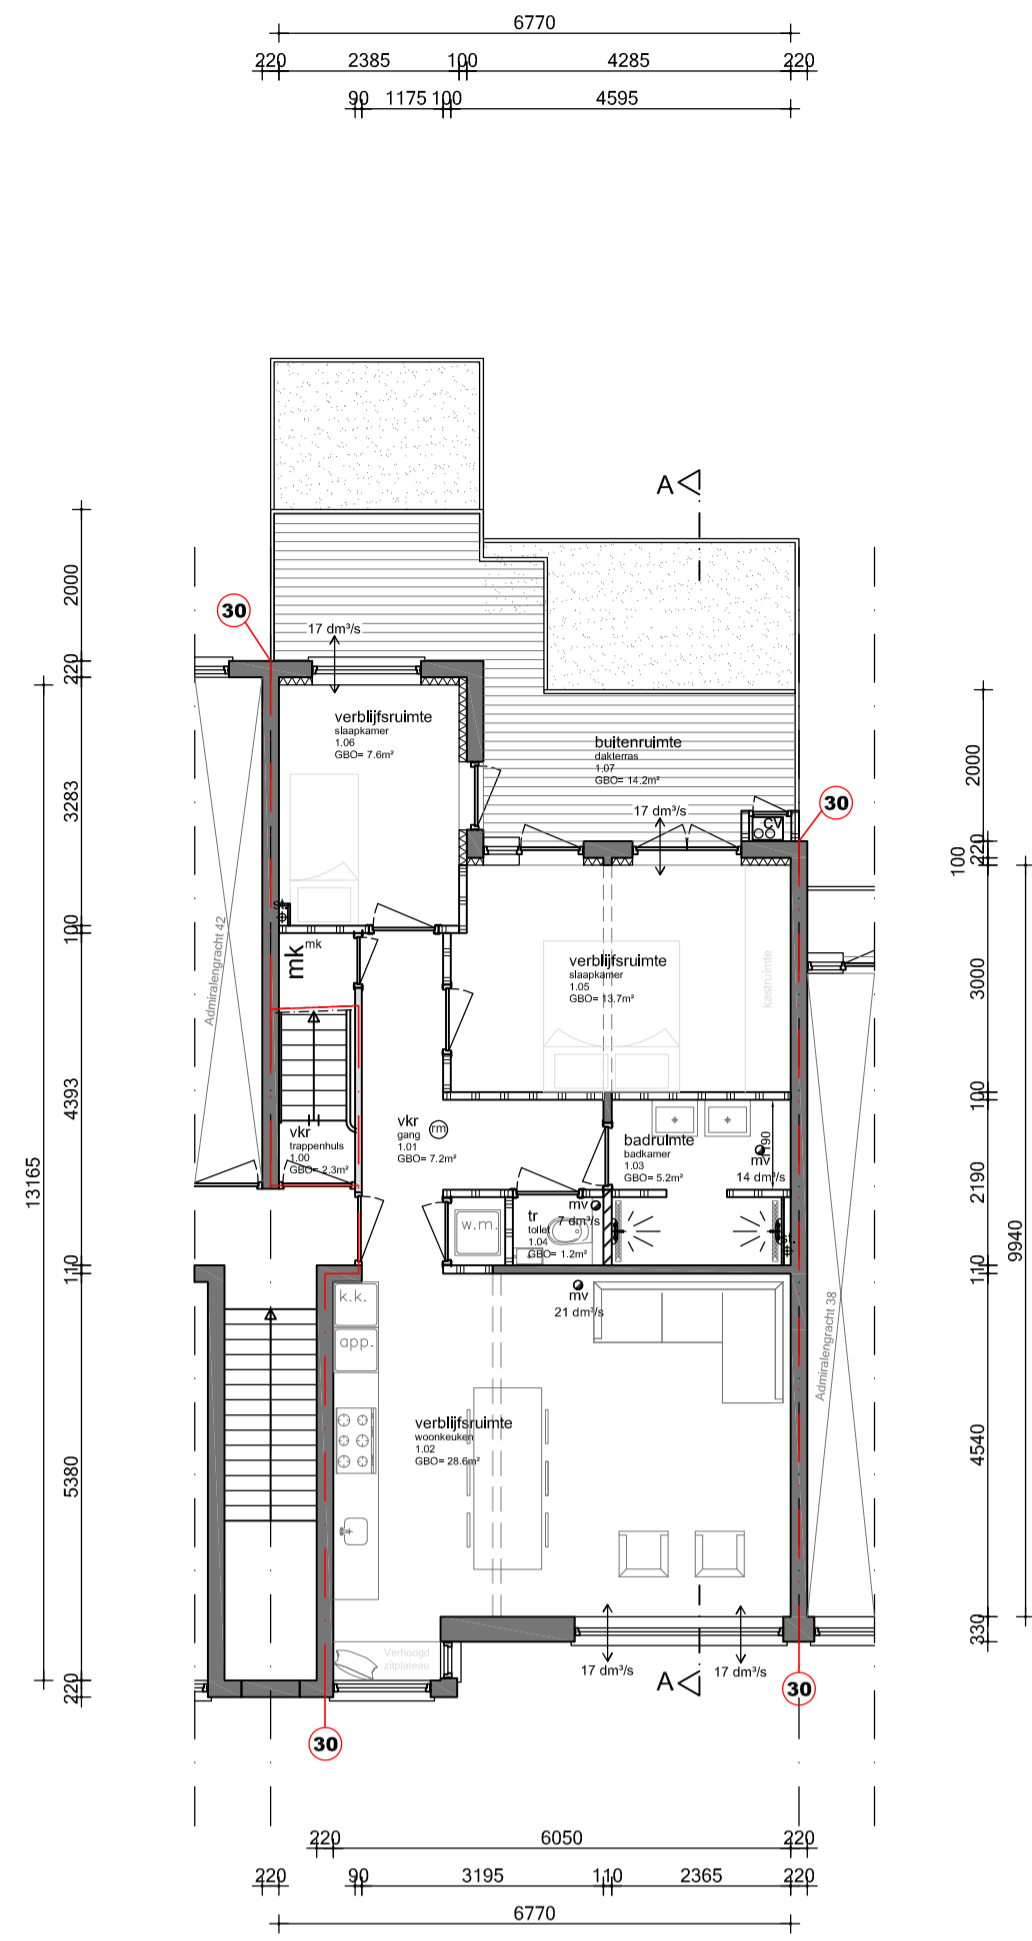 6770
220 2385 100 4285 220
90 1175 100 4595
A
2000
30
17 dm³/s
220
verblijfsruimte
slaapkamer
1.06
GBO= 7.6m²
buitenruimte
dakterras
1.07
GBO= 14.2m²
2000
3283
17 dm³/s
30
cv
220
100
st.
100
mk
mk
Admiralengracht 42
verblijfsruimte
slaapkamer
1.05
GBO= 13.7m²
kastruimte
3000
4393
100
vkr
trappenhuis
1.00
GBO= 2.3m²
vkr
gang
1.01
GBO= 7.2m²
rm
badruimte
badkamer
1.03
GBO= 5.2m²
1190
mv
14 dm³/s
13165
2190
w.m.
tr
toilet
1.04
GBO= 1.2m²
mv
7 dm³/s
st.
9940
110
110
k.k.
app.
mv
21 dm³/s
Admiralengracht 38
verblijfsruimte
woonkeuken
1.02
GBO= 28.6m²
4540
5380
330
Verhoogd
zitplateau
17 dm³/s
17 dm³/s
A
220
30
30
220 6050 220
220 90 3195 110 2365 220
6770